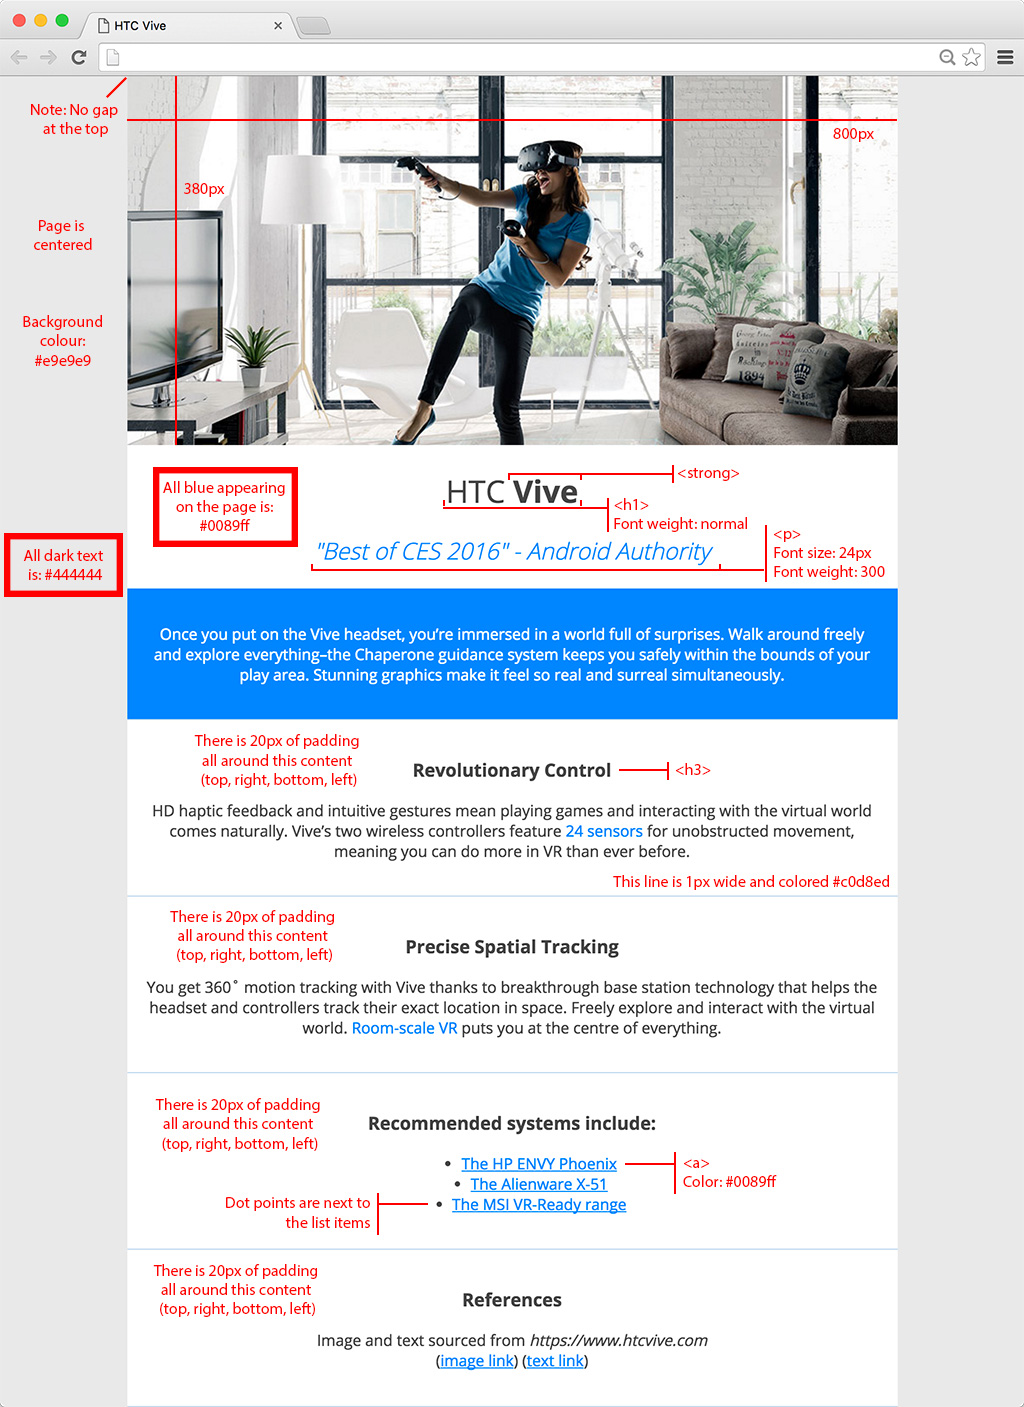 HTC Vive
Note: No gap
at the top
800px
380px
Page is
centered
Background
colour:
#e9e9e9
All blue appearing
on the page is:
#0089ff
HTC Vive
<strong>
<h1>
Font weight: normal
All dark text
is: #444444
"Best of CES 2016" - Android Authority
<p>
Font size: 24px
Font weight: 300
Once you put on the Vive headset, you’re immersed in a world full of surprises. Walk around freely
and explore everything–the Chaperone guidance system keeps you safely within the bounds of your
play area. Stunning graphics make it feel so real and surreal simultaneously.
There is 20px of padding
all around this content
(top, right, bottom, left)
Revolutionary Control
<h3>
HD haptic feedback and intuitive gestures mean playing games and interacting with the virtual world
comes naturally. Vive’s two wireless controllers feature 24 sensors for unobstructed movement,
meaning you can do more in VR than ever before.
This line is 1px wide and colored #c0d8ed
There is 20px of padding
all around this content
(top, right, bottom, left)
Precise Spatial Tracking
You get 360˚ motion tracking with Vive thanks to breakthrough base station technology that helps the
headset and controllers track their exact location in space. Freely explore and interact with the virtual
world. Room-scale VR puts you at the centre of everything.
There is 20px of padding
all around this content
(top, right, bottom, left)
Recommended systems include:
• The HP ENVY Phoenix
<a>
Color: #0089ff
• The Alienware X-51
• The MSI VR-Ready range
Dot points are next to
the list items
There is 20px of padding
all around this content
(top, right, bottom, left)
References
Image and text sourced from https://www.htcvive.com
(image link) (text link)